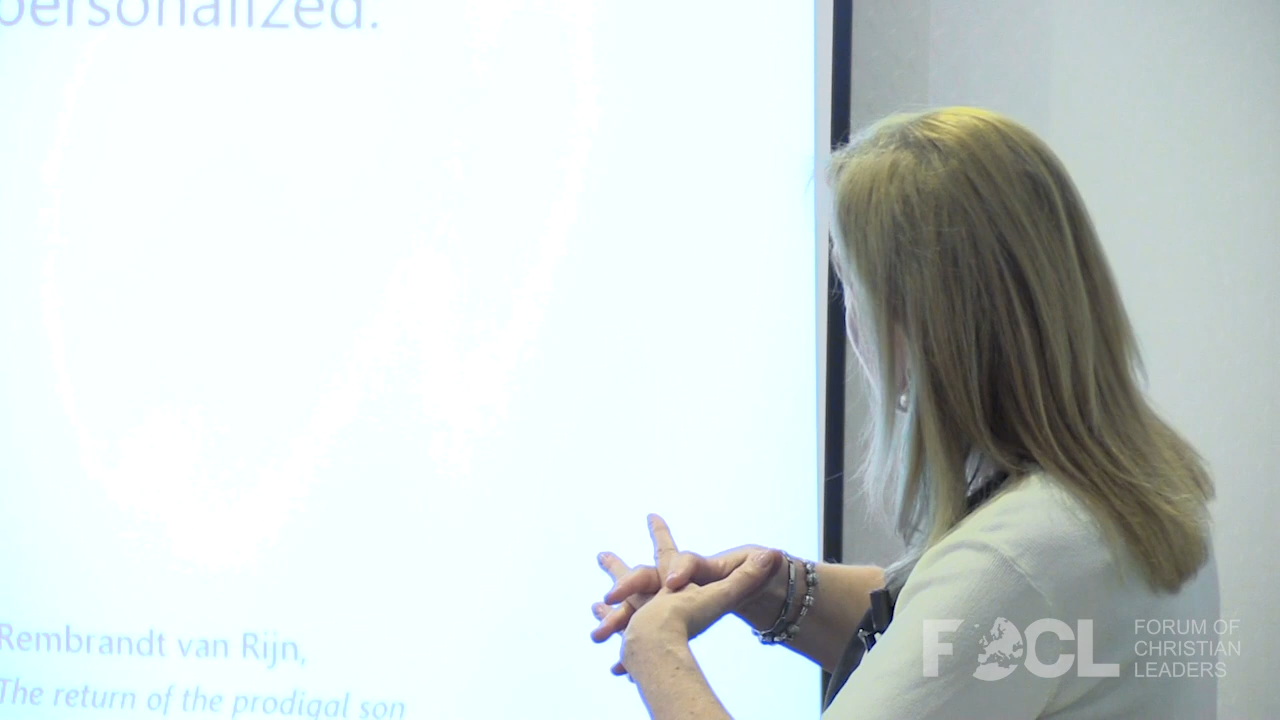 personalized.
Rembrandt van Rijn,
The return of the prodigal son
FOCL
FORUM OF
CHRISTIAN
LEADERS